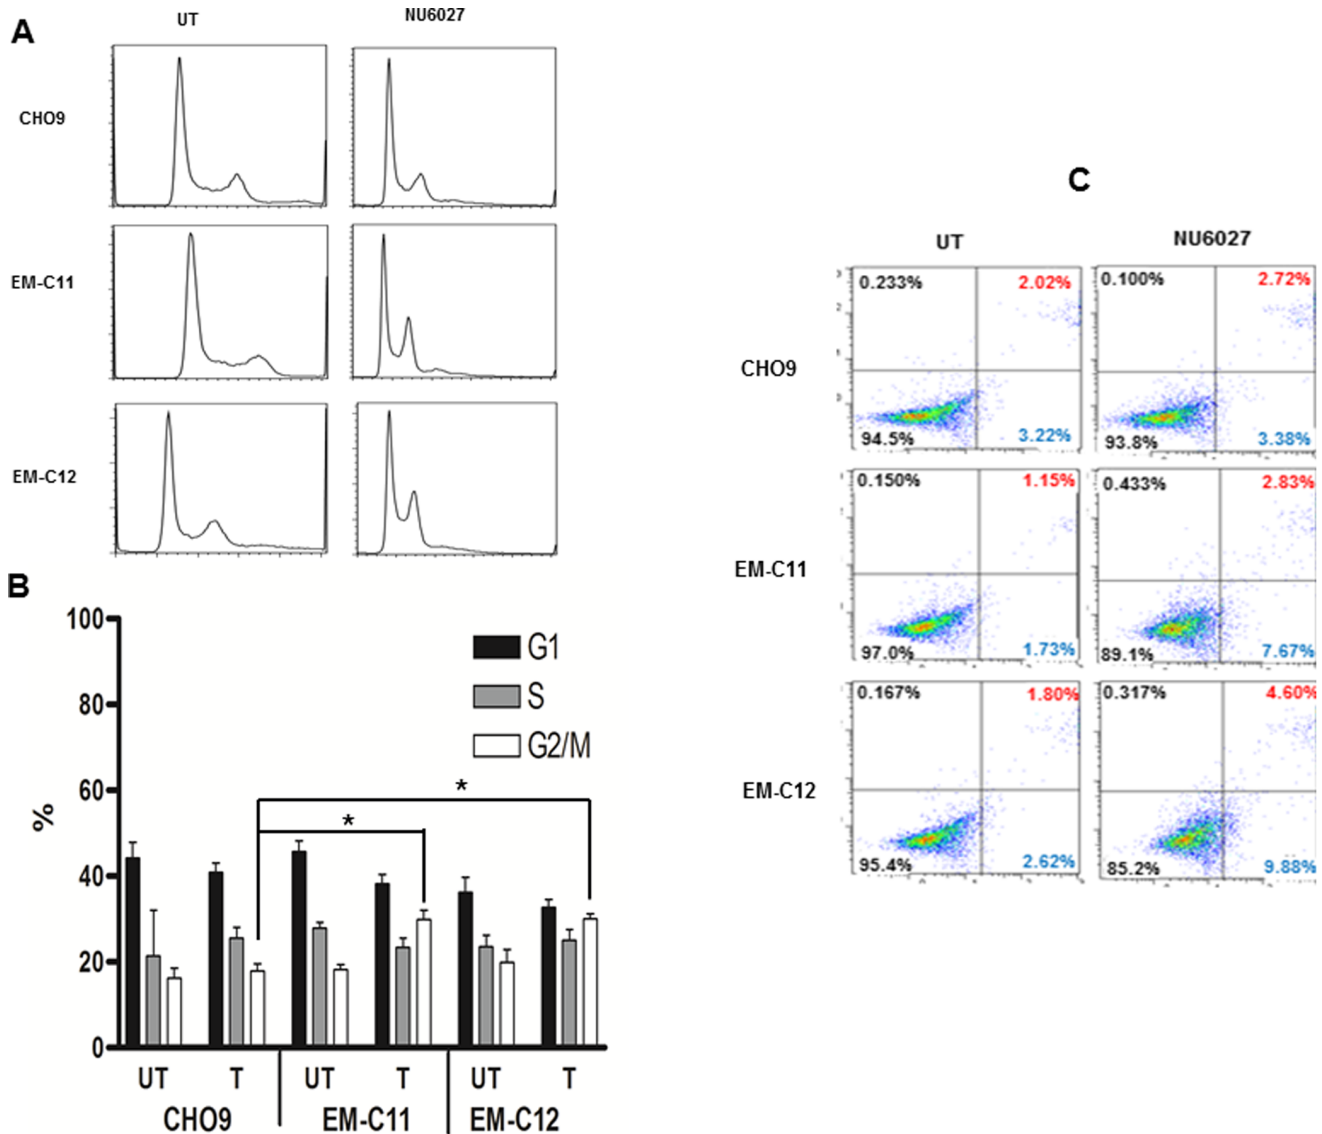 A
UT
NU6027
CHO9
EM-C11
EM-C12
B
100
80
60
40
20
0
%
G1
S
G2/M
*
*
UT
T
UT
T
UT
T
CHO9
EM-C11
EM-C12
C
UT
NU6027
CHO9
0.233%
2.02%
94.5%
3.22%
0.100%
2.72%
93.8%
3.38%
EM-C11
0.150%
1.15%
97.0%
1.73%
0.433%
2.83%
89.1%
7.67%
EM-C12
0.167%
1.80%
95.4%
2.62%
0.317%
4.60%
85.2%
9.88%